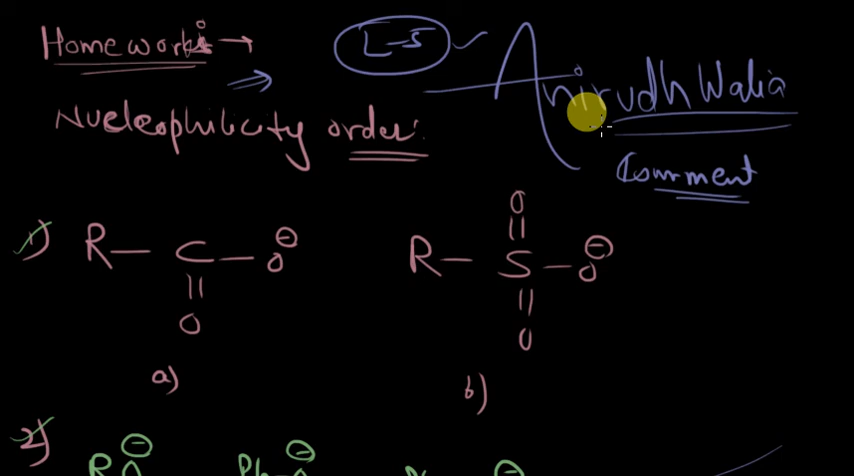 Homework:→ L-5
Anirudh Walia
⇒ Nucleophilicity order:
Comment
1) R—C—O⊖
||
O
a)
O
||
R—S—O⊖
||
O
b)
2)